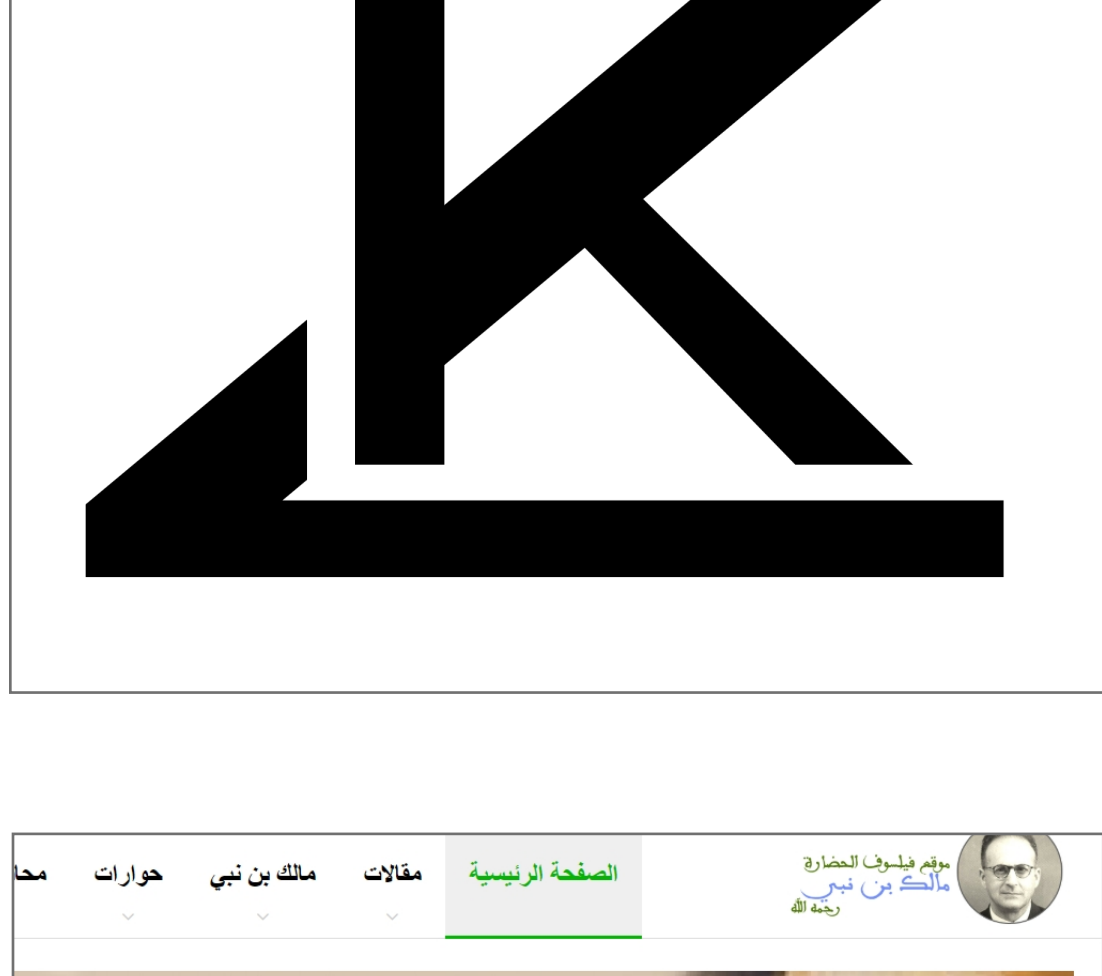 K
موقع فيلسوف الحضارة
مالك بن نبي
رحمه الله
الصفحة الرئيسية
مقالات
مالك بن نبي
حوارات